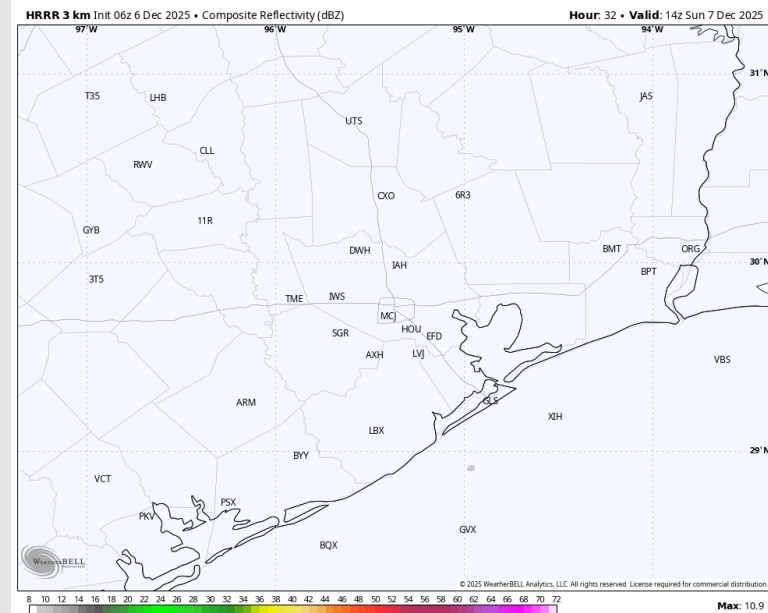 HRRR 3 km Init 06z 6 Dec 2025 • Composite Reflectivity (dBZ)
Hour: 32 • Valid: 14z Sun 7 Dec 2025
97°W 96°W 95°W 94°W
31°N
T35 LHB JAS
UTS
CLL
RWV
CXO 6R3
11R
GYB
DWH BMT ORG
IAH 30°N
BPT
3T5
TME IWS
MCJ
SGR HOU EFD
AXH LVJ
VBS
ARM GLS
XIH
LBX
BYY 29°N
VCT
PSX
PKV
GVX
BQX
WEATHERBELL
© 2025 WeatherBELL Analytics, LLC. All rights reserved. License required for commercial distribution.
8 10 12 14 16 18 20 22 24 26 28 30 32 34 36 38 40 42 44 46 48 50 52 54 56 58 60 62 64 66 68 70 72
Max: 10.9